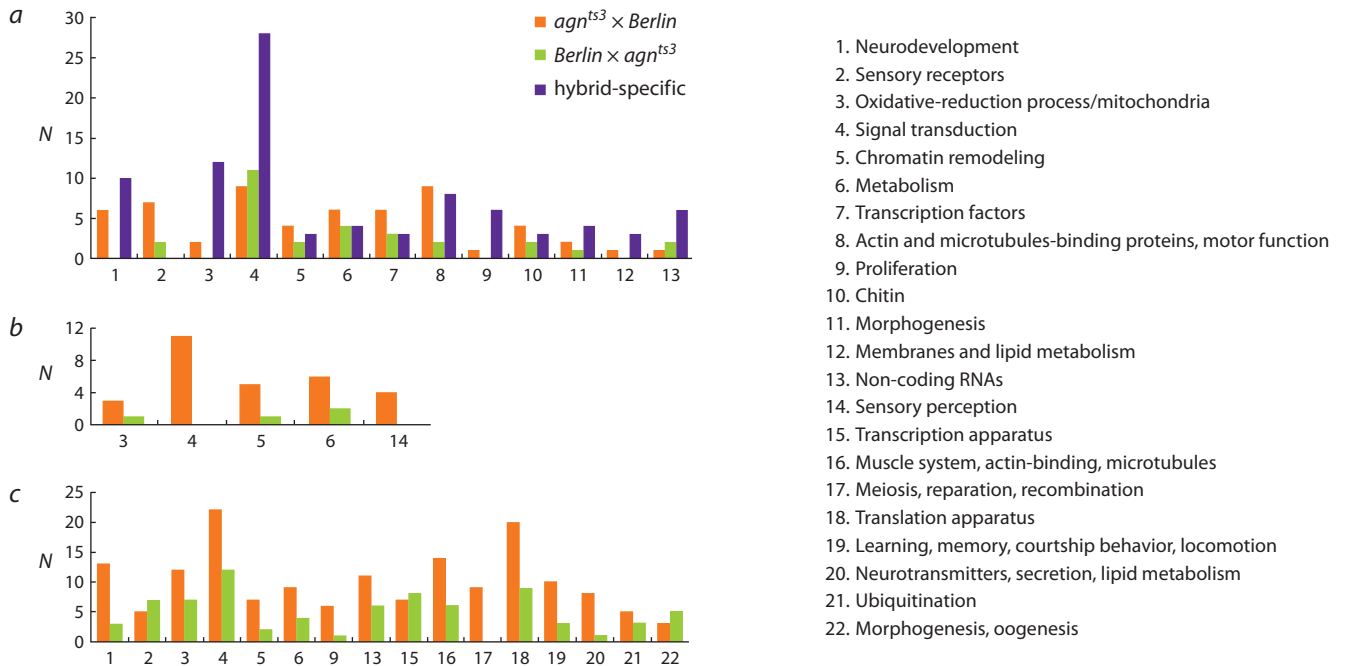 a
30
25
20
N
15
10
5
0
1 2 3 4 5 6 7 8 9 10 11 12 13
agn^ts3 × Berlin
Berlin × agn^ts3
hybrid-specific
b
12
8
N
4
0
3 4 5 6 14
c
25
20
15
N
10
5
0
1 2 3 4 5 6 9 13 15 16 17 18 19 20 21 22
1. Neurodevelopment
2. Sensory receptors
3. Oxidative-reduction process/mitochondria
4. Signal transduction
5. Chromatin remodeling
6. Metabolism
7. Transcription factors
8. Actin and microtubules-binding proteins, motor function
9. Proliferation
10. Chitin
11. Morphogenesis
12. Membranes and lipid metabolism
13. Non-coding RNAs
14. Sensory perception
15. Transcription apparatus
16. Muscle system, actin-binding, microtubules
17. Meiosis, reparation, recombination
18. Translation apparatus
19. Learning, memory, courtship behavior, locomotion
20. Neurotransmitters, secretion, lipid metabolism
21. Ubiquitination
22. Morphogenesis, oogenesis